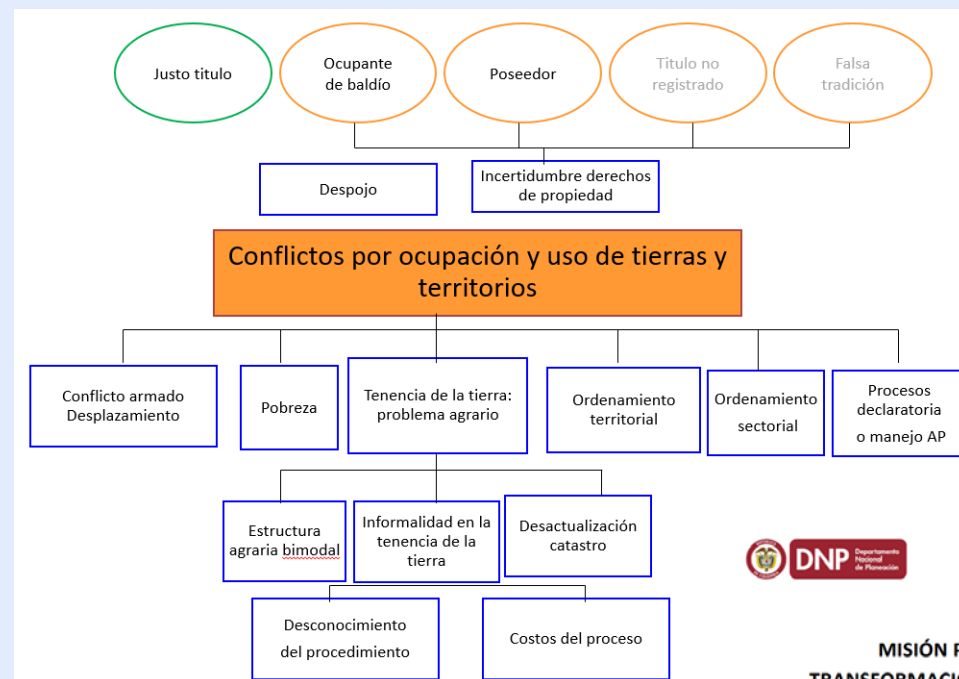 Justo titulo
Ocupante
de baldío
Poseedor
Titulo no
registrado
Falsa
tradición
Despojo
Incertidumbre derechos
de propiedad
Conflictos por ocupación y uso de tierras y
territorios
Conflicto armado
Desplazamiento
Pobreza
Tenencia de la tierra:
problema agrario
Ordenamiento
territorial
Ordenamiento
sectorial
Procesos
declaratoria
o manejo AP
Estructura
agraria bimodal
Informalidad en la
tenencia de la
tierra
Desactualización
catastro
DNP
Departamento
Nacional
de Planeación
Desconocimiento
del procedimiento
Costos del proceso
MISIÓN